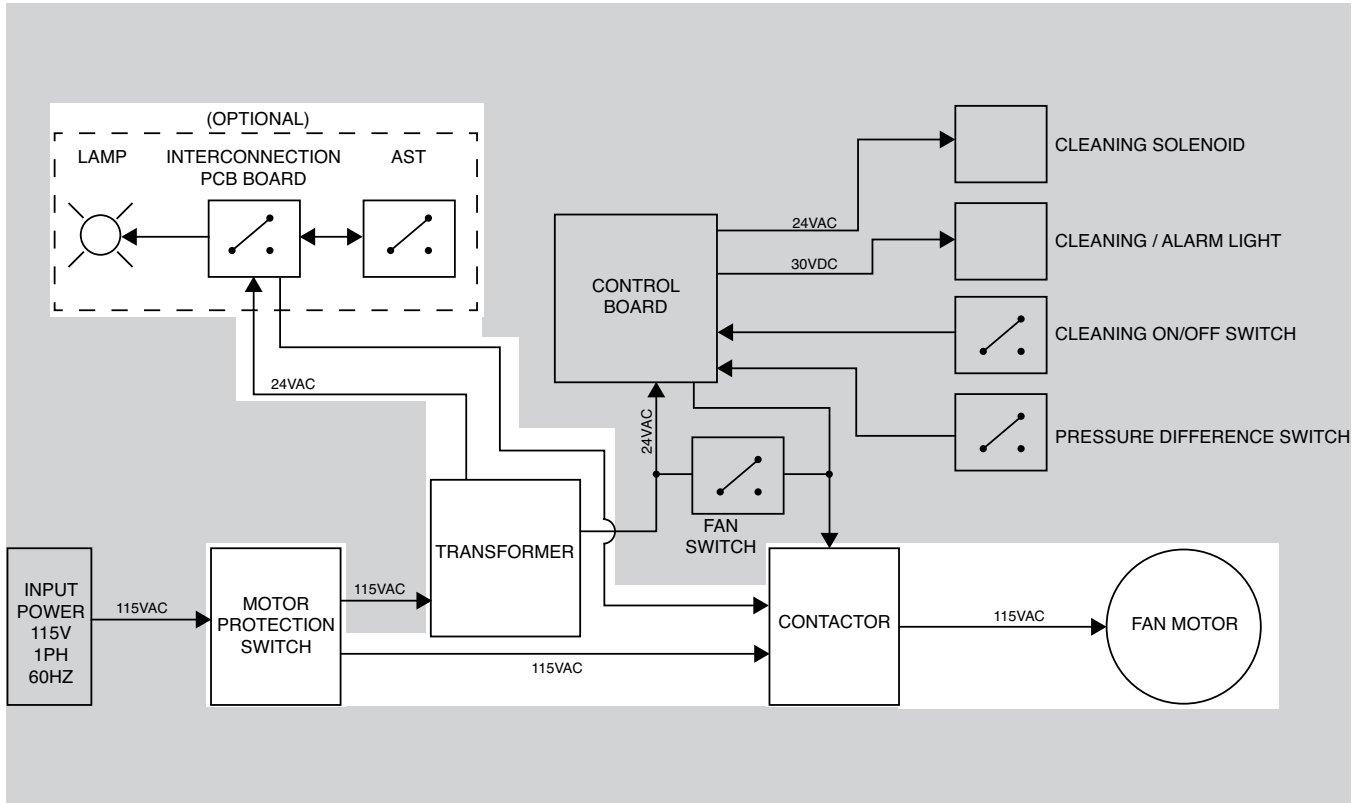 (OPTIONAL)
LAMP
INTERCONNECTION
PCB BOARD
AST
24VAC
CONTROL
BOARD
24VAC
30VDC
CLEANING SOLENOID
CLEANING / ALARM LIGHT
CLEANING ON/OFF SWITCH
PRESSURE DIFFERENCE SWITCH
24VAC
FAN
SWITCH
TRANSFORMER
INPUT
POWER
115V
1PH
60HZ
115VAC
MOTOR
PROTECTION
SWITCH
115VAC
115VAC
CONTACTOR
115VAC
FAN MOTOR